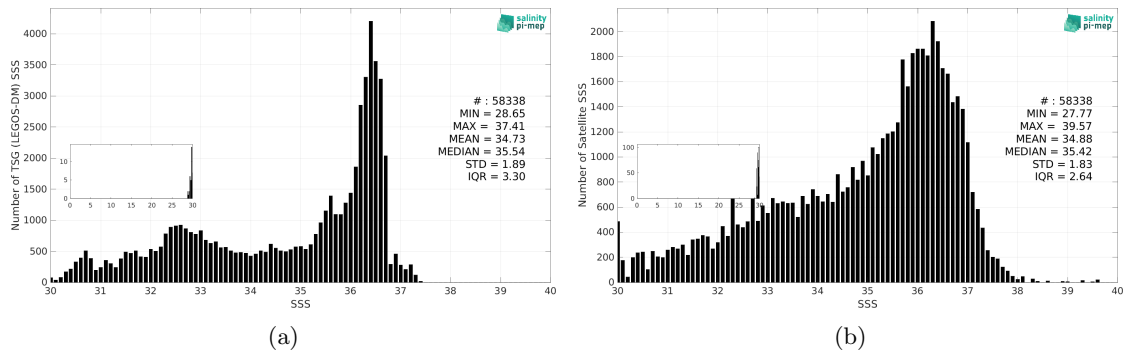 salinity
pi-mep
Number of TSG (LEGOS-DM) SSS
4000
3500
3000
2500
2000
1500
1000
500
0
# : 58338
MIN = 28.65
MAX = 37.41
MEAN = 34.73
MEDIAN = 35.54
STD = 1.89
IQR = 3.30
10
5
0
5 10 15 20 25 30
30 31 32 33 34 35 36 37 38 39 40
SSS
(a)
salinity
pi-mep
Number of Satellite SSS
2000
1800
1600
1400
1200
1000
800
600
400
200
0
# : 58338
MIN = 27.77
MAX = 39.57
MEAN = 34.88
MEDIAN = 35.42
STD = 1.83
IQR = 2.64
100
50
0
0 5 10 15 20 25 30
30 31 32 33 34 35 36 37 38 39 40
SSS
(b)